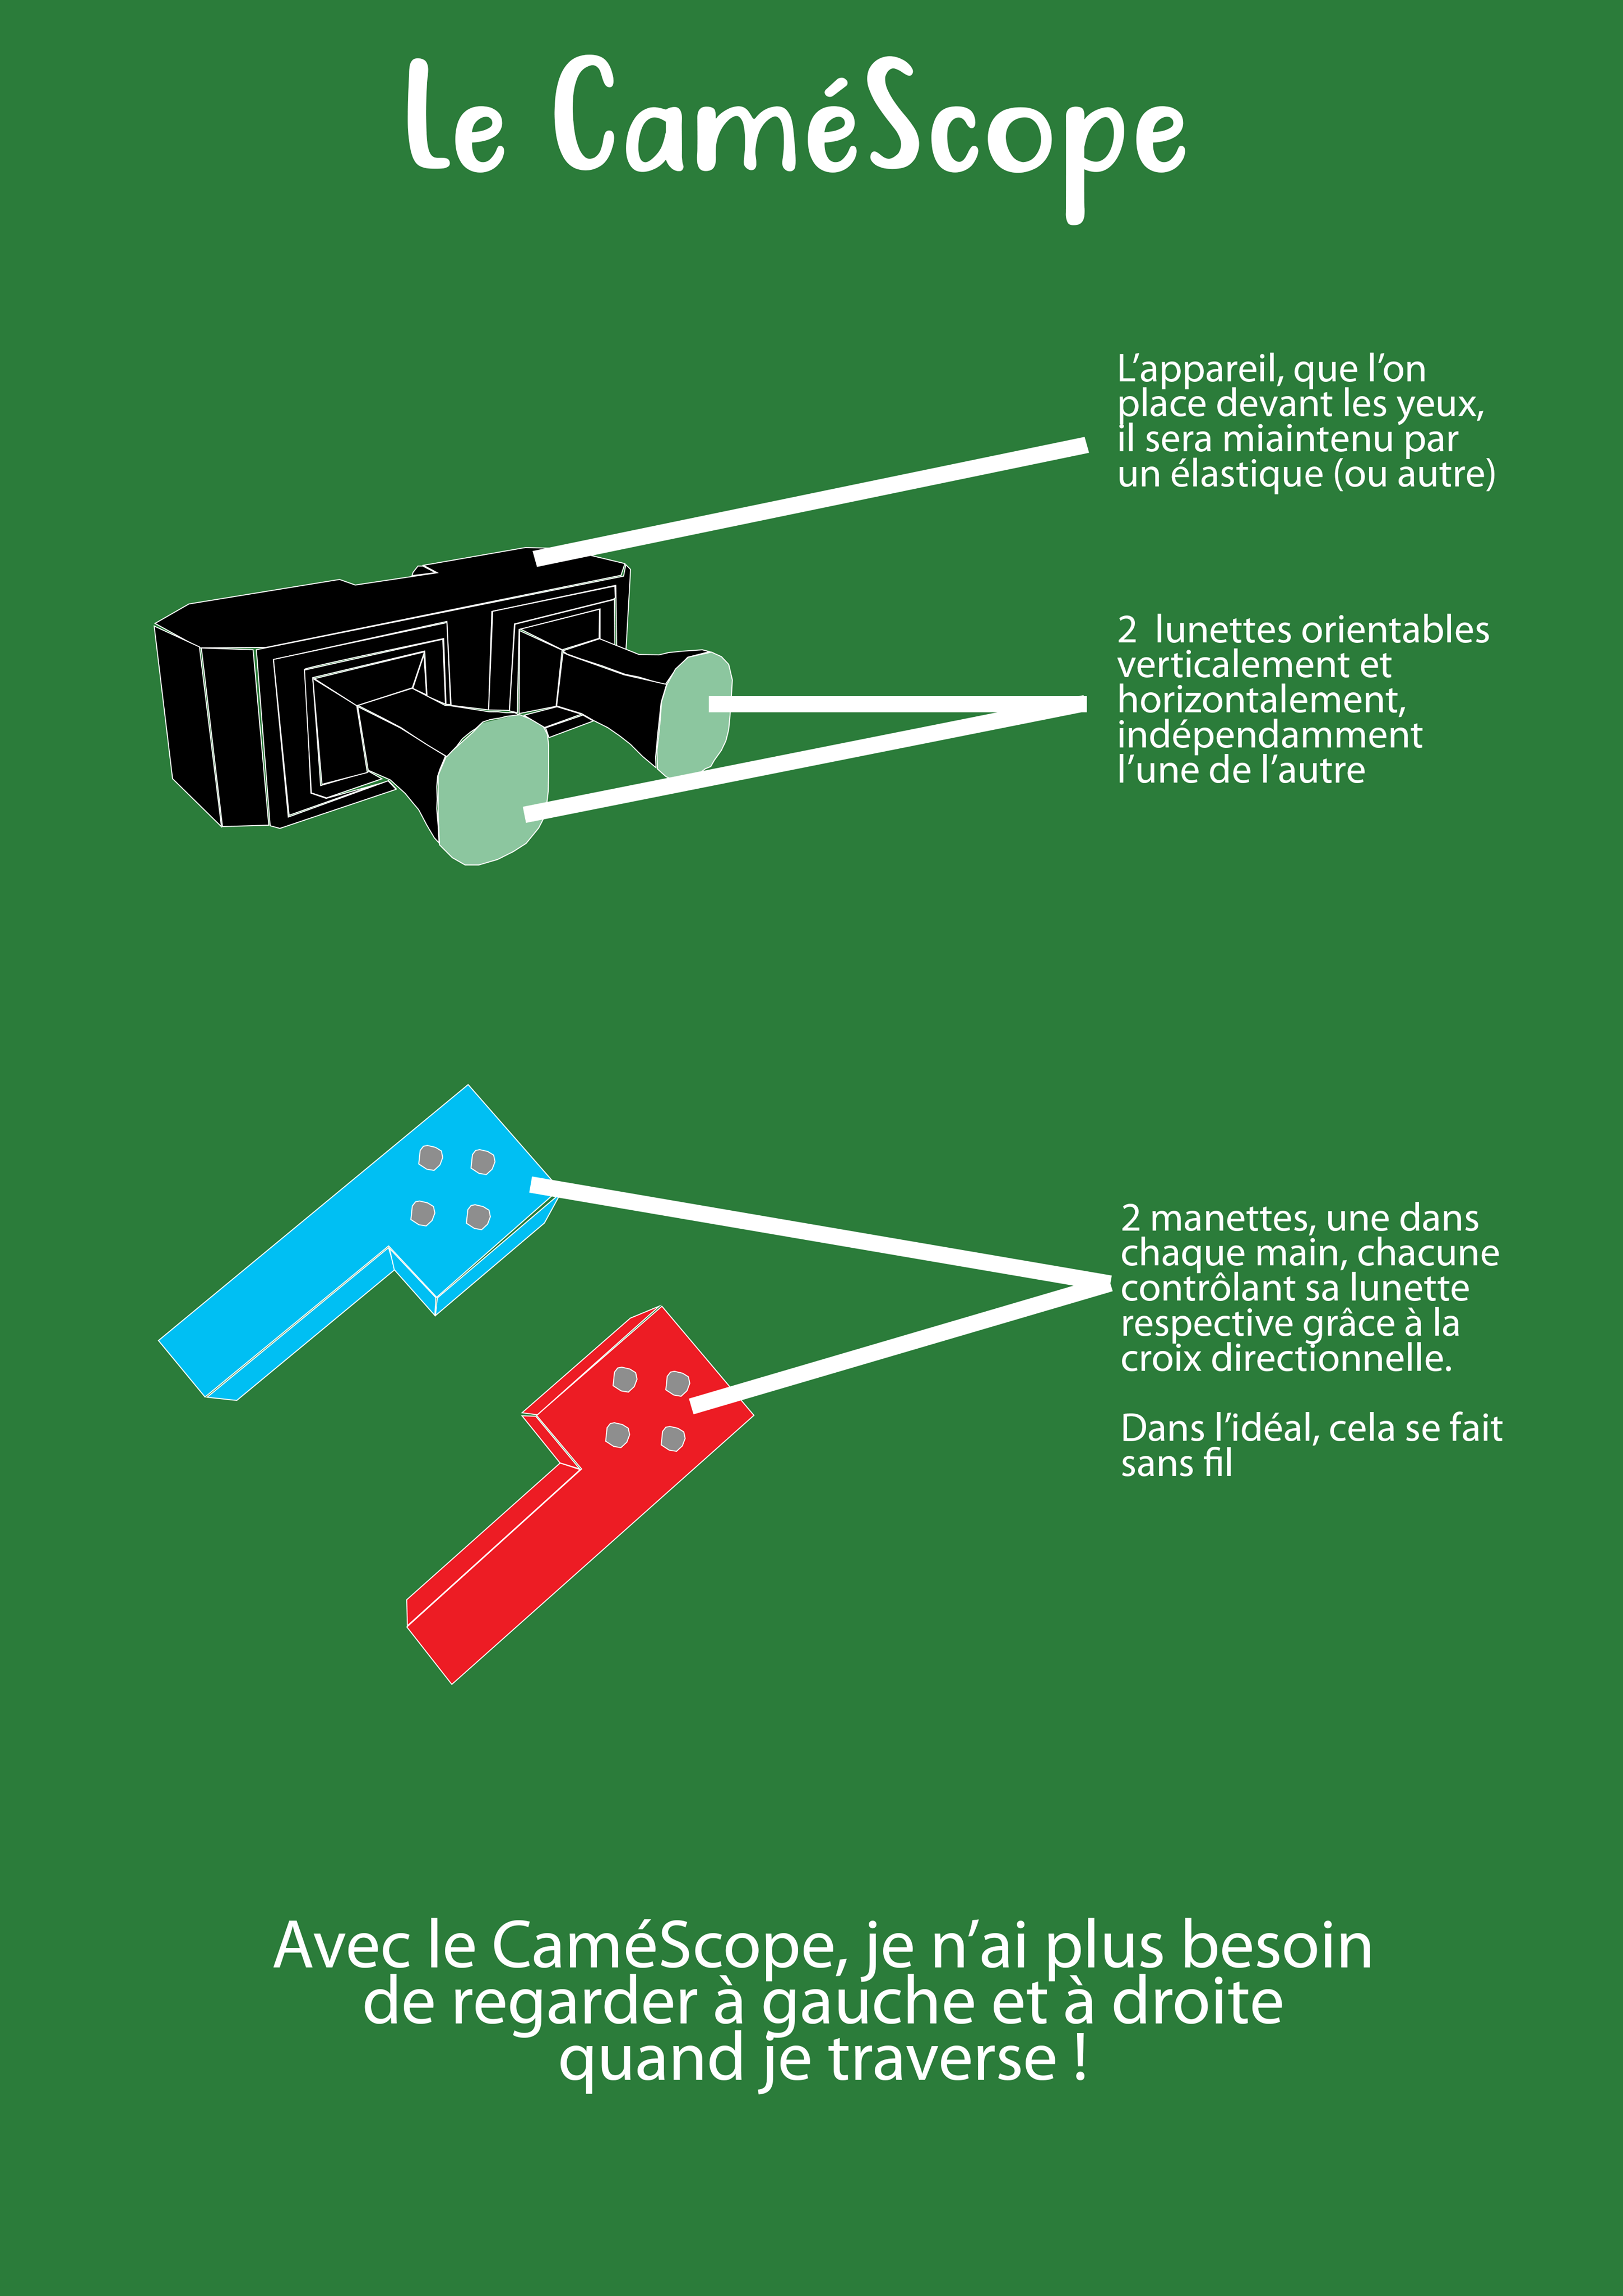 Le CaméScope
L’appareil, que l’on
place devant les yeux,
il sera miaintenu par
un élastique (ou autre)
2  lunettes orientables
verticalement et
horizontalement,
indépendamment
l’une de l’autre
2 manettes, une dans
chaque main, chacune
contrôlant sa lunette
respective grâce à la
croix directionnelle.
Dans l’idéal, cela se fait
sans fil
Avec le CaméScope, je n’ai plus besoin
de regarder à gauche et à droite
quand je traverse !